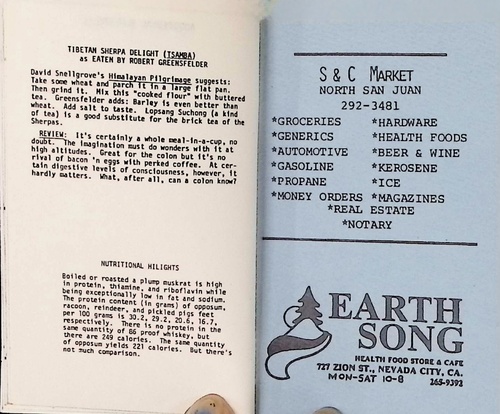 TIBETAN SHERPA DELIGHT (TSAMBA)
as EATEN BY ROBERT GREENSFELDER
David Snellgrove's Himalayan Pilgrimage suggests:
Take some wheat and parch it in a large flat pan.
Then grind it. Mix this "cooked flour" with buttered
tea. Greensfelder adds: Barley is even better than
wheat. Add salt to taste. Lopsang Suchong (a kind
of tea) is a good substitute for the brick tea of the
Sherpas.
REVIEW: It's certainly a whole meal-in-a-cup, no
doubt. The imagination must do wonders with it at
high altitudes. Great for the colon but it's no
rival of bacon 'n eggs with perked coffee. At cer-
tain digestive levels of consciousness, however, it
hardly matters. What, after all, can a colon know?
NUTRITIONAL HILIGHTS
Boiled or roasted a plump muskrat is high
in protein, thiamine, and riboflavin while
being exceptionally low in fat and sodium.
The protein content (in grams) of opposum,
racoon, reindeer, and pickled pigs feet
per 100 grams is 30.2, 29.2, 20.6, 16.7,
respectively. There is no protein in the
same quantity of 86 proof whiskey, but
there are 249 calories. The same quantity
of opposum yields 221 calories. But there's
not much comparison.
S & C MARKET
NORTH SAN JUAN
292-3481
*GROCERIES *HARDWARE
*GENERICS *HEALTH FOODS
*AUTOMOTIVE *BEER & WINE
*GASOLINE *KEROSENE
*PROPANE *ICE
*MONEY ORDERS *MAGAZINES
*REAL ESTATE
*NOTARY
EARTH
SONG
HEALTH FOOD STORE & CAFE
727 ZION ST., NEVADA CITY, CA.
MON-SAT 10-8 265-9392